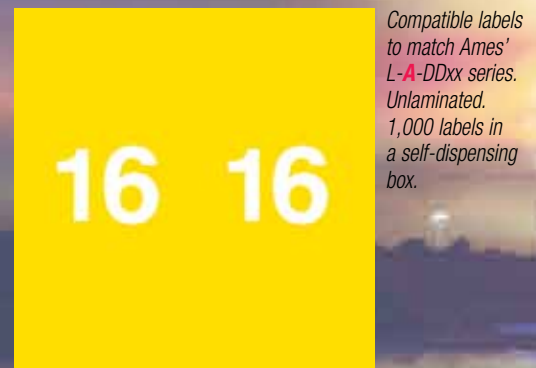 16 16
Compatible labels
to match Ames'
L-A-DDxx series.
Unlaminated.
1,000 labels in
a self-dispensing
box.